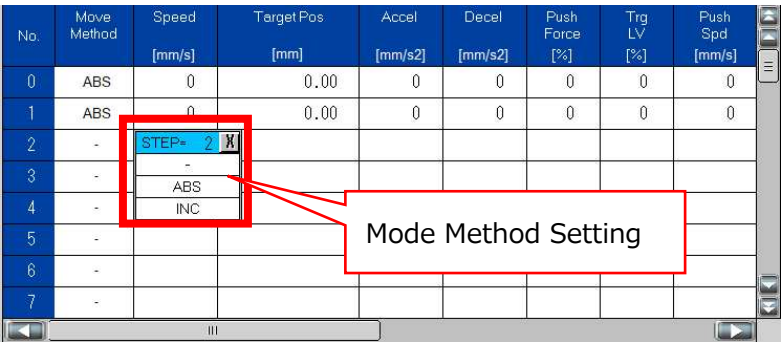 No. Move Method Speed [mm/s] Target Pos [mm] Accel [mm/s2] Decel [mm/s2] Push Force [%] Trg LV [%] Push Spd [mm/s]
0 ABS 0 0.00 0 0 0 0 0
1 ABS 0 0.00 0 0 0 0 0
2 -
STEP= 2 X
-
ABS
INC
3 -
4 -
Mode Method Setting
5 -
6 -
7 -